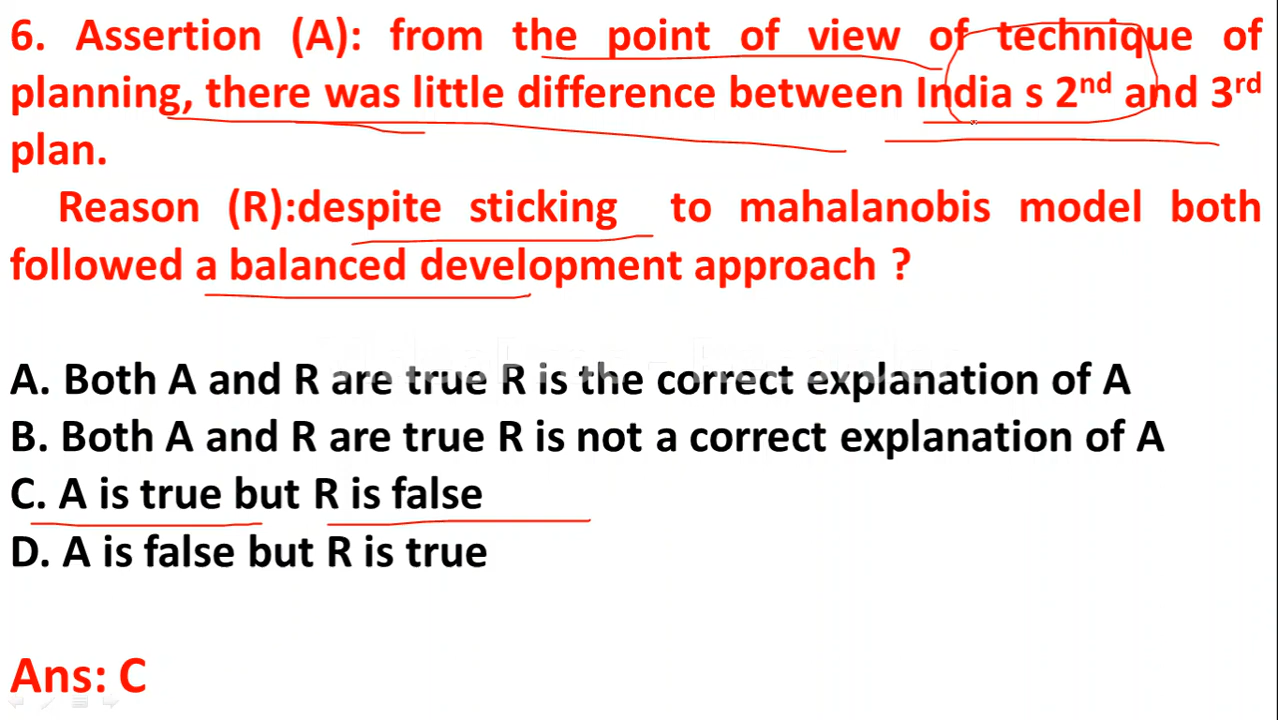 6. Assertion (A): from the point of view of technique of
planning, there was little difference between India s 2nd and 3rd
plan.
Reason (R):despite sticking to mahalanobis model both
followed a balanced development approach ?
A. Both A and R are true R is the correct explanation of A
B. Both A and R are true R is not a correct explanation of A
C. A is true but R is false
D. A is false but R is true
Ans: C